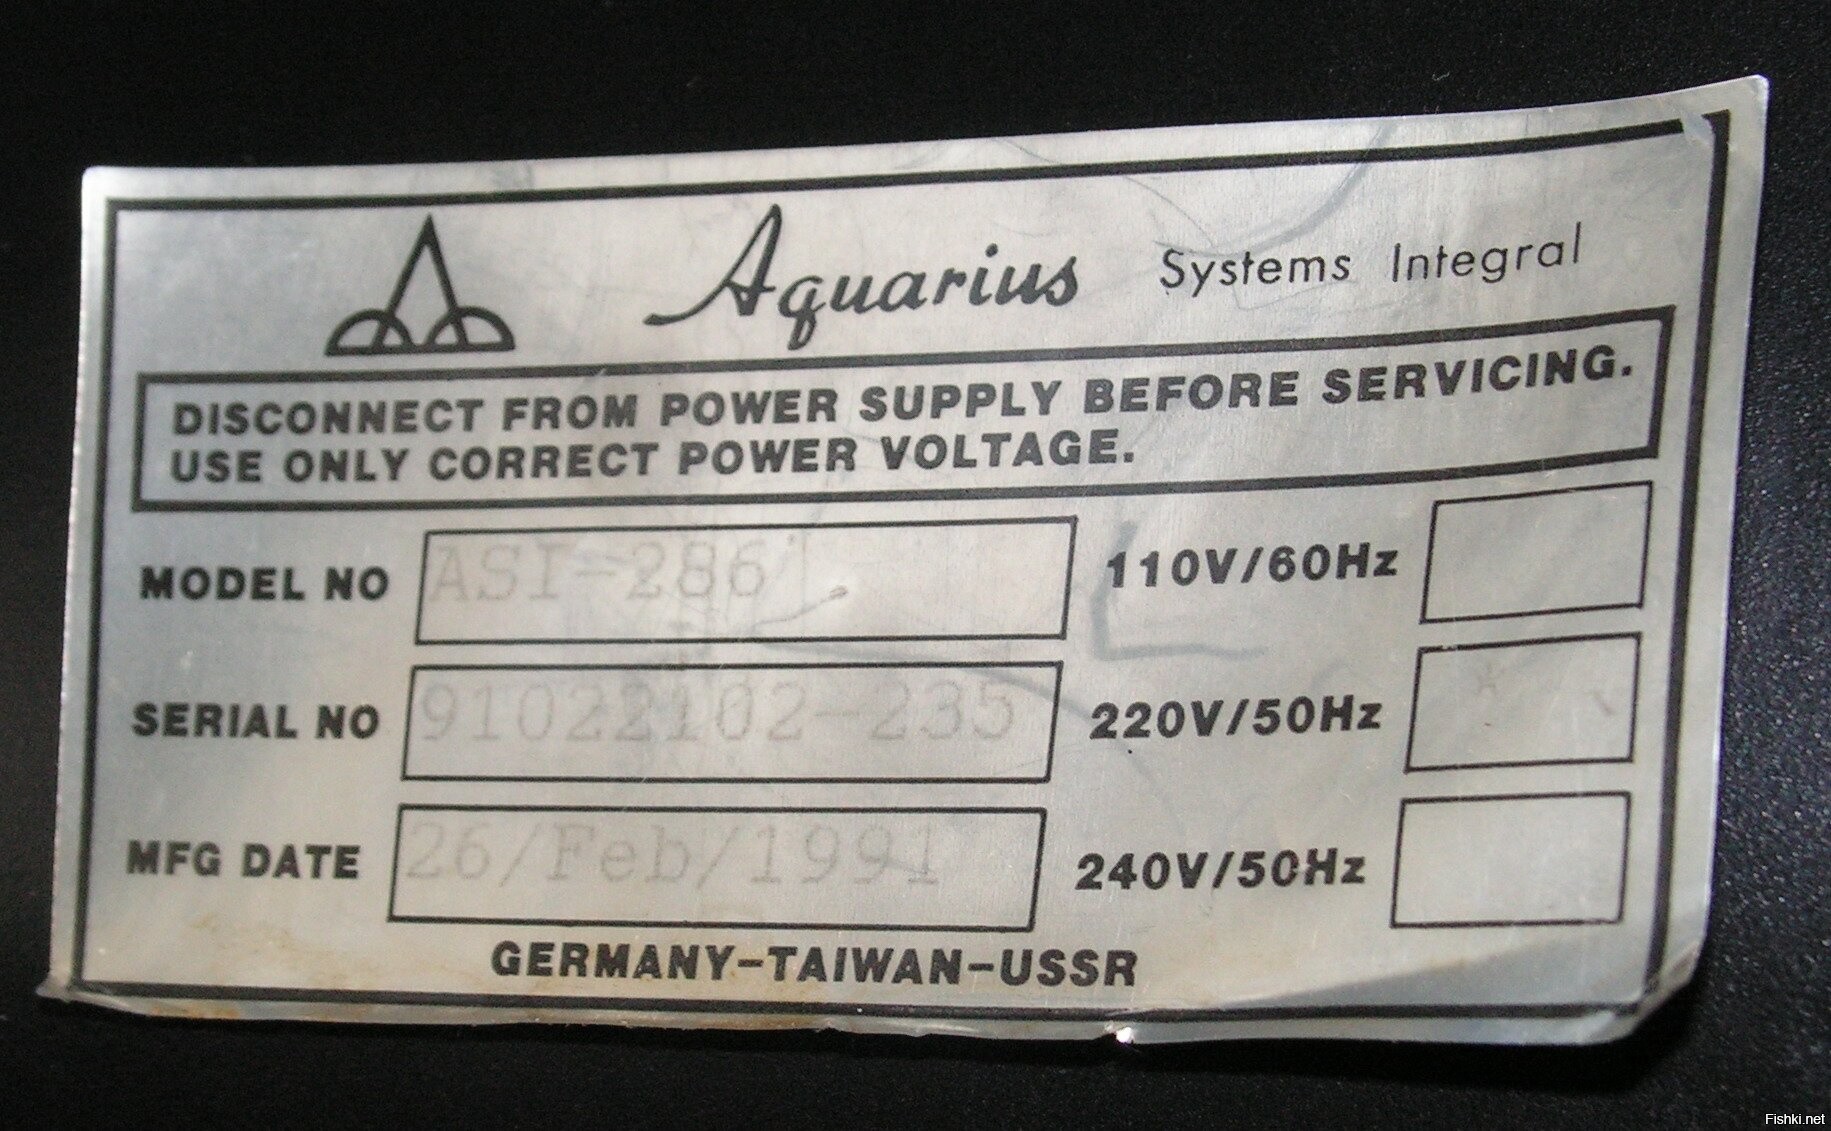 Aquarius Systems Integral
DISCONNECT FROM POWER SUPPLY BEFORE SERVICING.
USE ONLY CORRECT POWER VOLTAGE.
MODEL NO ASI-286 110V/60Hz
SERIAL NO 91022102-235 220V/50Hz *
MFG DATE 26/Feb/1991 240V/50Hz
GERMANY-TAIWAN-USSR
Fishki.net